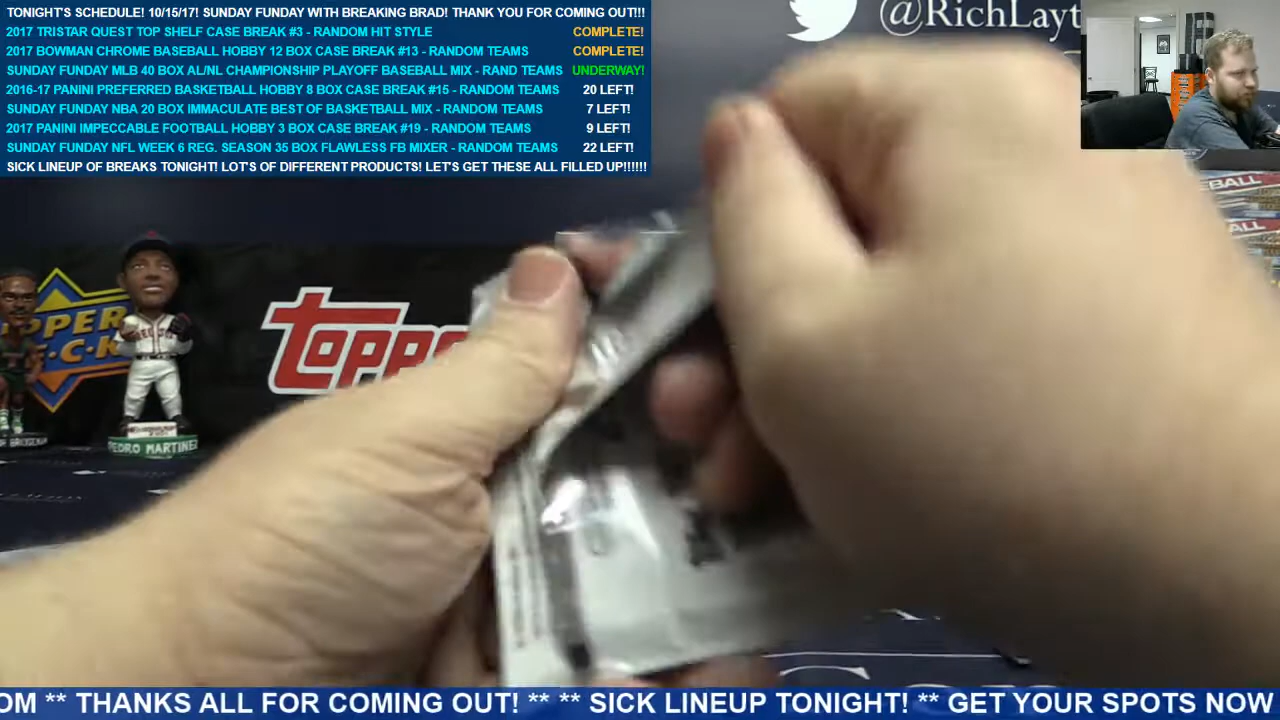 TONIGHT'S SCHEDULE! 10/15/17! SUNDAY FUNDAY WITH BREAKING BRAD! THANK YOU FOR COMING OUT!!!
2017 TRISTAR QUEST TOP SHELF CASE BREAK #3 - RANDOM HIT STYLE COMPLETE!
2017 BOWMAN CHROME BASEBALL HOBBY 12 BOX CASE BREAK #13 - RANDOM TEAMS COMPLETE!
SUNDAY FUNDAY MLB 40 BOX AL/NL CHAMPIONSHIP PLAYOFF BASEBALL MIX - RAND TEAMS UNDERWAY!
2016-17 PANINI PREFERRED BASKETBALL HOBBY 8 BOX CASE BREAK #15 - RANDOM TEAMS 20 LEFT!
SUNDAY FUNDAY NBA 20 BOX IMMACULATE BEST OF BASKETBALL MIX - RANDOM TEAMS 7 LEFT!
2017 PANINI IMPECCABLE FOOTBALL HOBBY 3 BOX CASE BREAK #19 - RANDOM TEAMS 9 LEFT!
SUNDAY FUNDAY NFL WEEK 6 REG. SEASON 35 BOX FLAWLESS FB MIXER - RANDOM TEAMS 22 LEFT!
SICK LINEUP OF BREAKS TONIGHT! LOT'S OF DIFFERENT PRODUCTS! LET'S GET THESE ALL FILLED UP!!!!!!
@RichLayt
PPER
C·K
TOPP
PEDRO MARTINEZ
OM ** THANKS ALL FOR COMING OUT! ** ** SICK LINEUP TONIGHT! ** GET YOUR SPOTS NOW